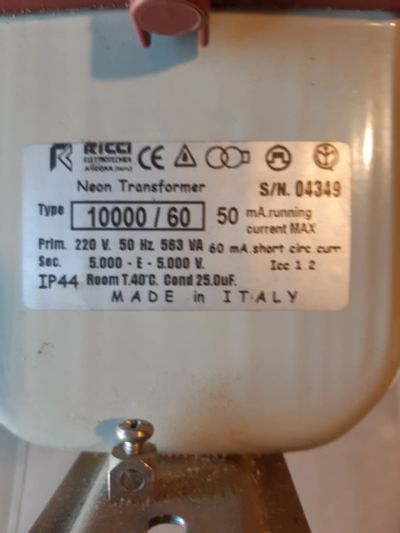 RICCI
ELETTROTECNICA
Neon Transformer S/N. 04349
Type 10000 / 60 50 mA.running
current MAX
Prim. 220 V. 50 Hz. 563 VA 60 mA.short circ.curr.
Sec. 5.000 - E - 5.000 V. Icc 1.2
IP44 Room T.40°C. Cond 25.0uF.
MADE in ITALY